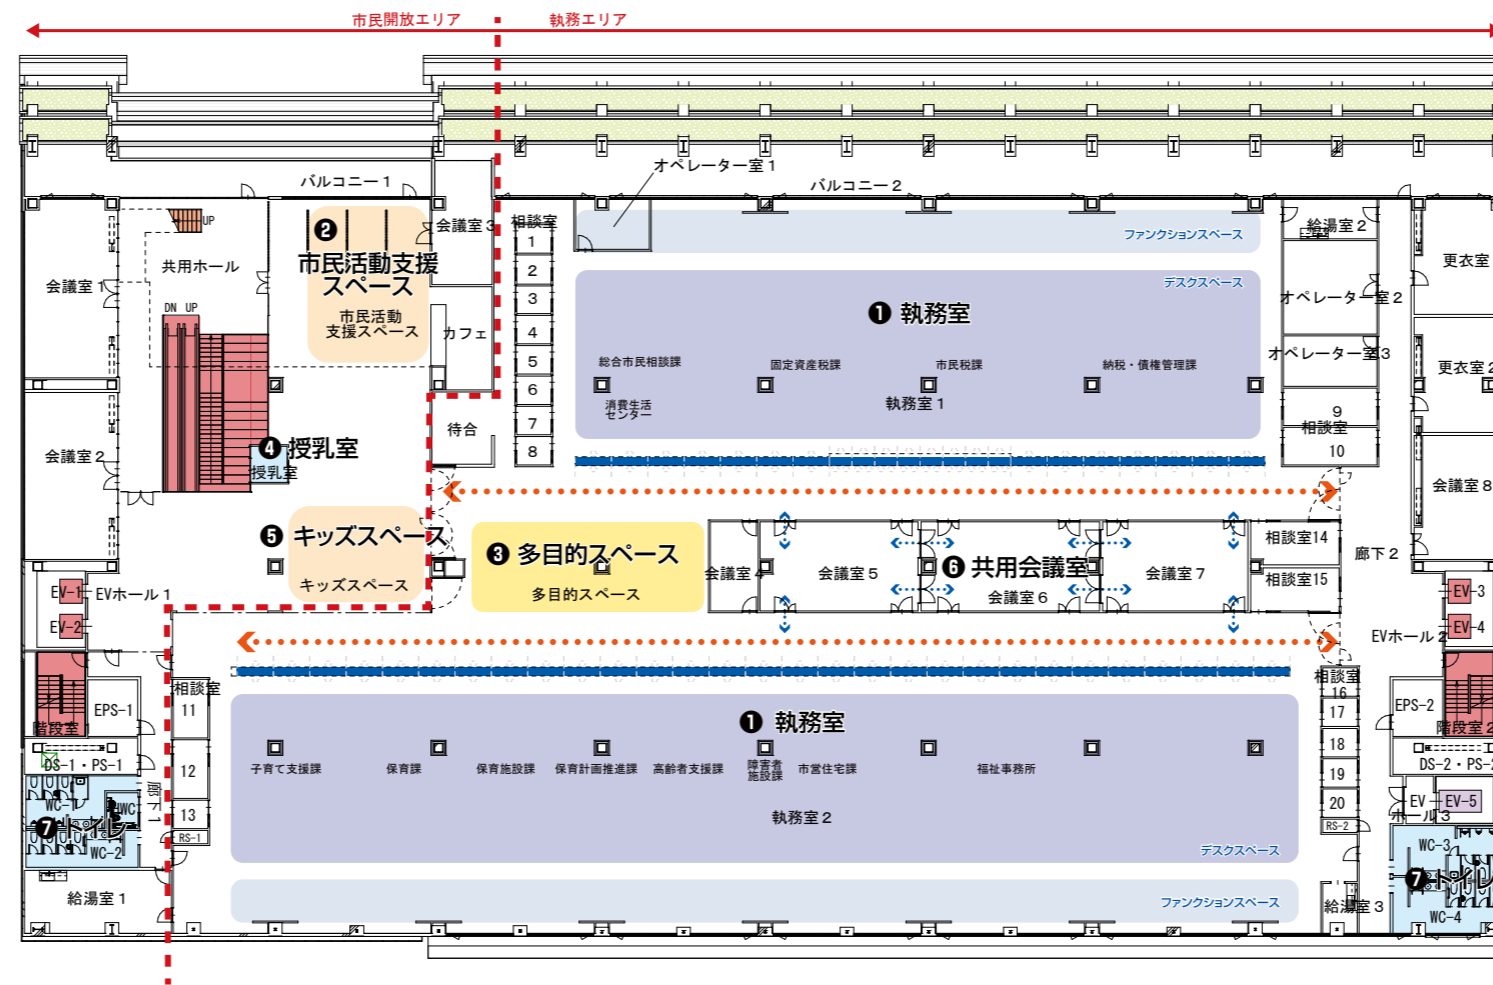 市民開放エリア
執務エリア
オペレーター室1
バルコニー1
バルコニー2
UP
❷
市民活動支援
スペース
市民活動
支援スペース
会議室3
相談室
1
2
3
4
5
6
7
8
ファンクションスペース
給湯室2
更衣室
共用ホール
会議室1
DN UP
カフェ
デスクスペース
❶ 執務室
オペレーター室2
総合市民相談課
固定資産税課
市民税課
納税・債権管理課
オペレーター室3
更衣室2
消費生活
センター
執務室1
9
相談室
10
待合
❹ 授乳室
授乳室
会議室2
会議室8
❺ キッズスペース
キッズスペース
❸ 多目的スペース
多目的スペース
会議室4
会議室5
❻ 共用会議室
会議室6
会議室7
相談室14
相談室15
廊下2
EV-1
EVホール1
EV-2
EV-3
EV-4
EVホール2
相談室
11
12
13
RS-1
EPS-1
階段室1
DS-1・PS-1
廊下1
WC-1
WC
❼ トイレ
WC-2
給湯室1
❶ 執務室
子育て支援課
保育課
保育施設課
保育計画推進課
高齢者支援課
障害者
施設課
市営住宅課
福祉事務所
執務室2
デスクスペース
ファンクションスペース
相談室
16
17
18
19
20
RS-2
給湯室3
EPS-2
階段室2
DS-2・PS-2
EV
ホール3
EV-5
WC-3
❼ トイレ
WC-4